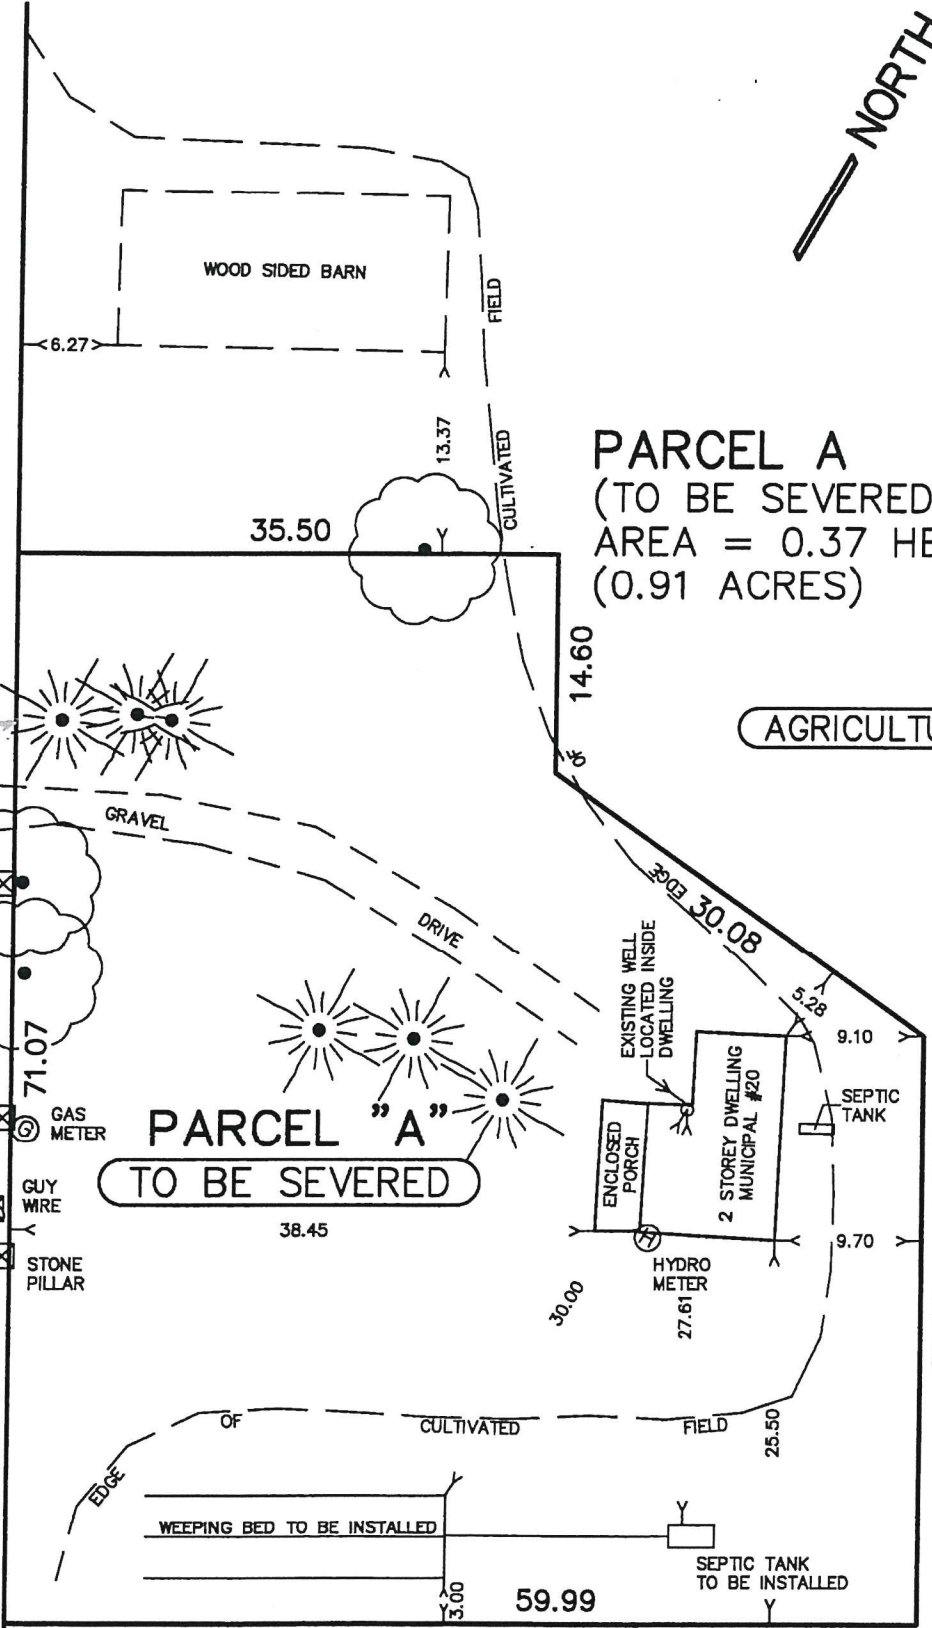 NORTH
WOOD SIDED BARN
6.27
FIELD
CULTIVATED
13.37
PARCEL A
(TO BE SEVERED
AREA = 0.37 HE
(0.91 ACRES)
35.50
14.60
AGRICULTU
OF
GRAVEL
EDGE
30.08
DRIVE
EXISTING WELL
LOCATED INSIDE
DWELLING
5.28
9.10
71.07
GAS
METER
G
PARCEL "A"
TO BE SEVERED
SEPTIC
TANK
ENCLOSED
PORCH
2 STOREY DWELLING
MUNICIPAL #20
GUY
WIRE
38.45
9.70
STONE
PILLAR
H
HYDRO
METER
30.00
27.61
OF
CULTIVATED
FIELD
25.50
EDGE
WEEPING BED TO BE INSTALLED
SEPTIC TANK
TO BE INSTALLED
3.00
59.99